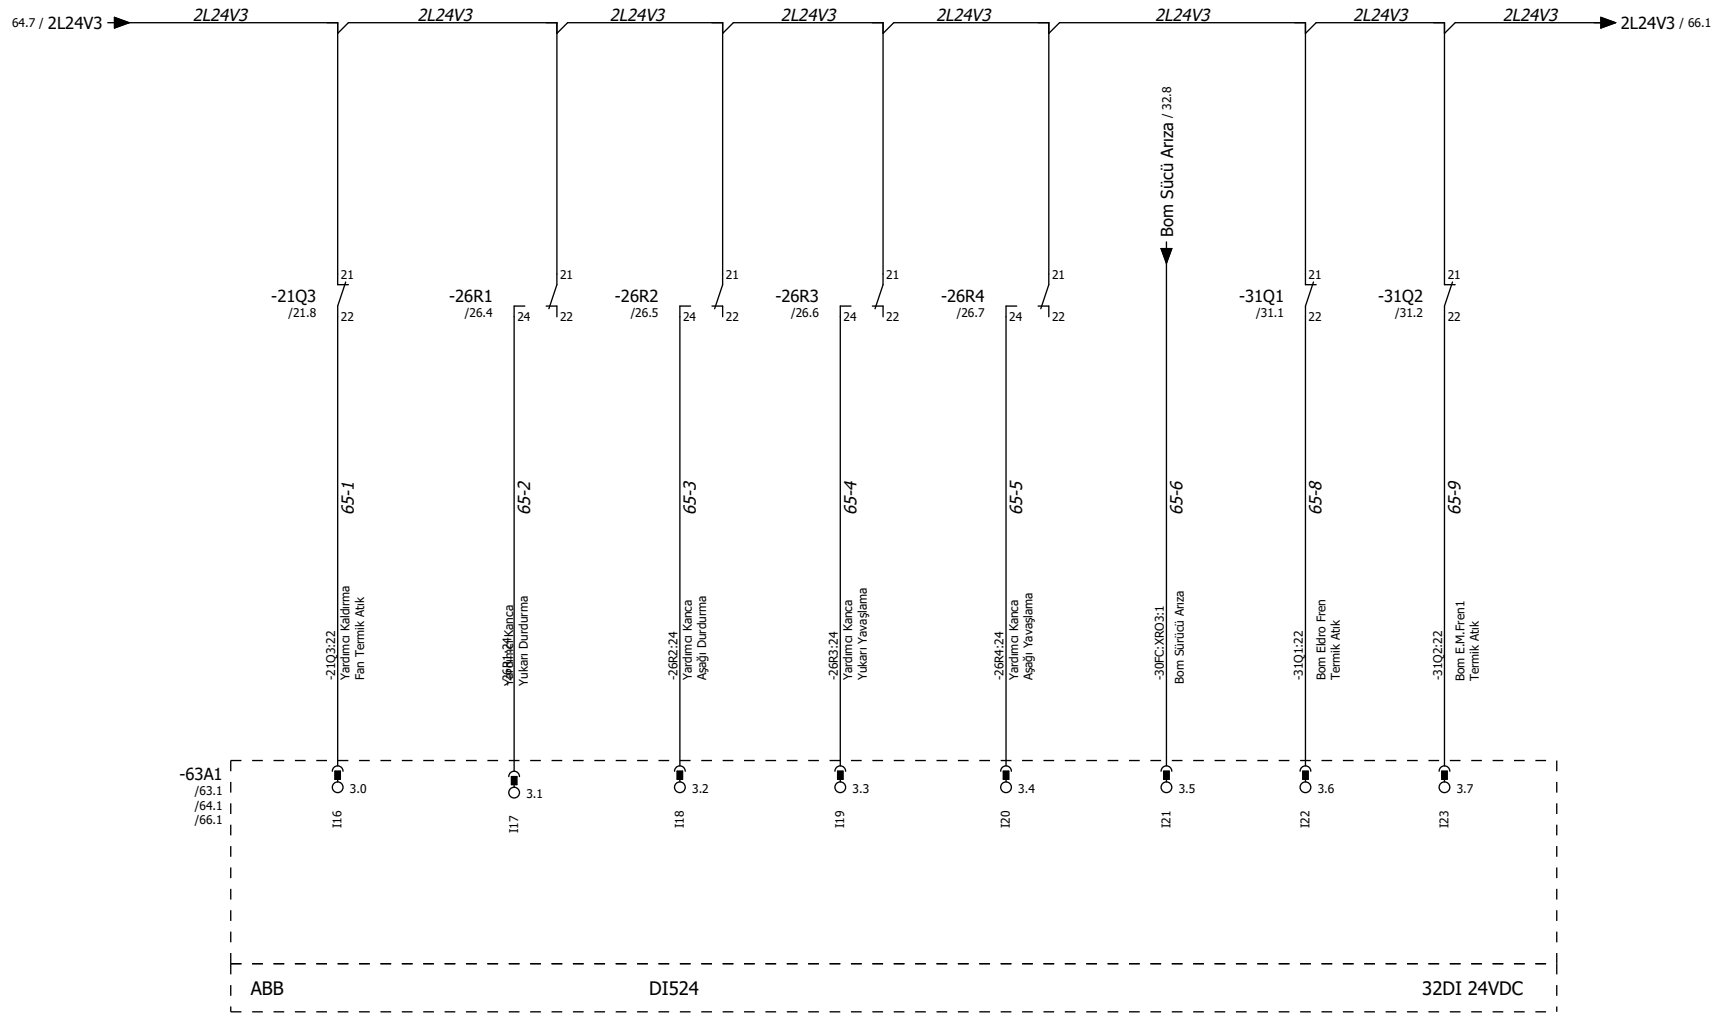 64.7 / 2L24V3
2L24V3
2L24V3
2L24V3
2L24V3
2L24V3
2L24V3
2L24V3
2L24V3
2L24V3 / 66.1
Bom Sücü Arıza / 32.8
-21Q3
/21.8
21
22
-26R1
/26.4
21
24
22
-26R2
/26.5
21
24
22
-26R3
/26.6
21
24
22
-26R4
/26.7
21
24
22
-31Q1
/31.1
21
22
-31Q2
/31.2
21
22
65-1
65-2
65-3
65-4
65-5
65-6
65-8
65-9
-21Q3:22
Yardımcı Kaldırma
Fan Termik Atık
-26R1:24
Yardımcı Kanca
Yukarı Durdurma
-26R2:24
Yardımcı Kanca
Aşağı Durdurma
-26R3:24
Yardımcı Kanca
Yukarı Yavaşlama
-26R4:24
Yardımcı Kanca
Aşağı Yavaşlama
-30FC:XRO3:1
Bom Sürücü Arıza
-31Q1:22
Bom Eldro Fren
Termik Atık
-31Q2:22
Bom E.M.Fren1
Termik Atık
-63A1
/63.1
/64.1
/66.1
3.0
3.1
3.2
3.3
3.4
3.5
3.6
3.7
I16
I17
I18
I19
I20
I21
I22
I23
ABB
DI524
32DI 24VDC